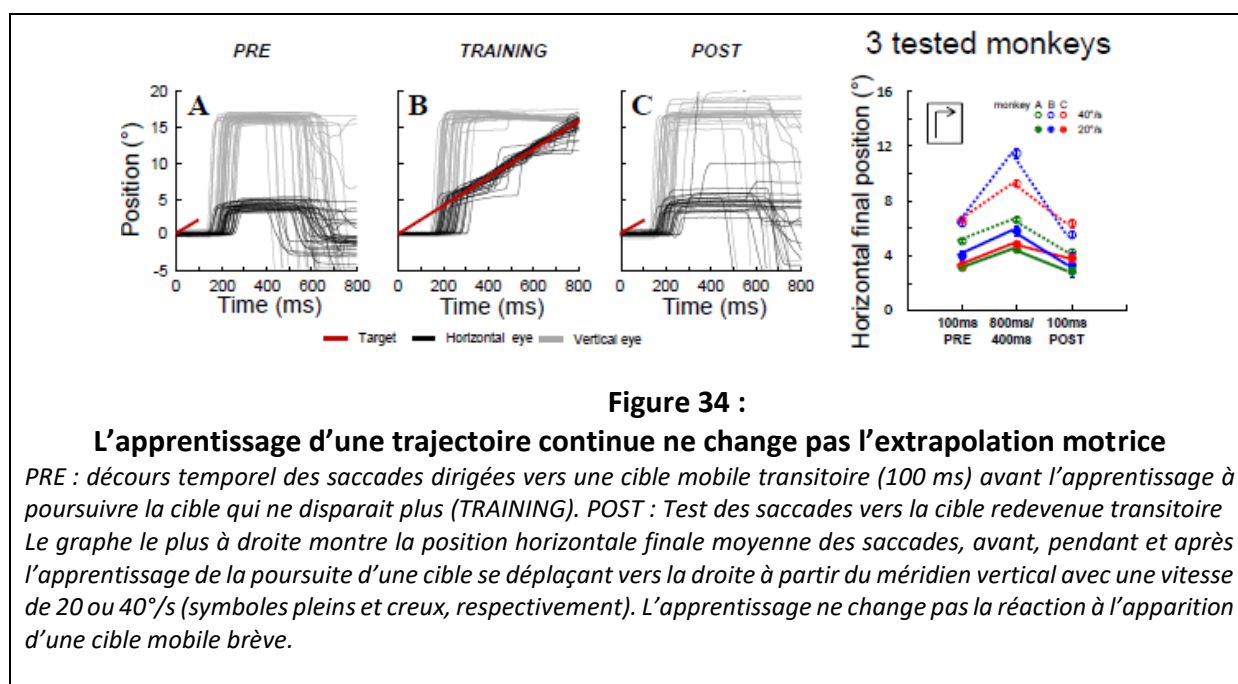 PRE
TRAINING
POST
3 tested monkeys
A
B
C
Position (°)
20
15
10
5
0
-5
0 200 400 600 800
0 200 400 600 800
0 200 400 600 800
Time (ms)
Time (ms)
Time (ms)
Target Horizontal eye Vertical eye
Horizontal final position (°)
16
12
8
4
0
monkey A B C
40°/s
20°/s
100ms 800ms/ 100ms
PRE 400ms POST
Figure 34 :
L’apprentissage d’une trajectoire continue ne change pas l’extrapolation motrice
PRE : décours temporel des saccades dirigées vers une cible mobile transitoire (100 ms) avant l’apprentissage à
poursuivre la cible qui ne disparait plus (TRAINING). POST : Test des saccades vers la cible redevenue transitoire
Le graphe le plus à droite montre la position horizontale finale moyenne des saccades, avant, pendant et après
l’apprentissage de la poursuite d’une cible se déplaçant vers la droite à partir du méridien vertical avec une vitesse
de 20 ou 40°/s (symboles pleins et creux, respectivement). L’apprentissage ne change pas la réaction à l’apparition
d’une cible mobile brève.